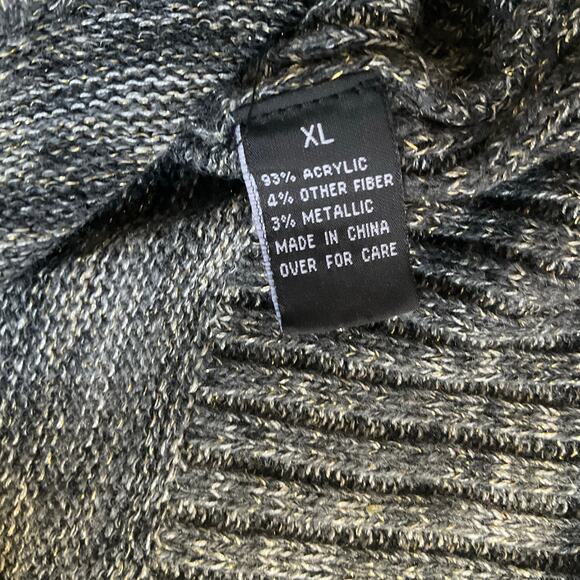 XL
93% ACRYLIC
4% OTHER FIBER
3% METALLIC
MADE IN CHINA
OVER FOR CARE